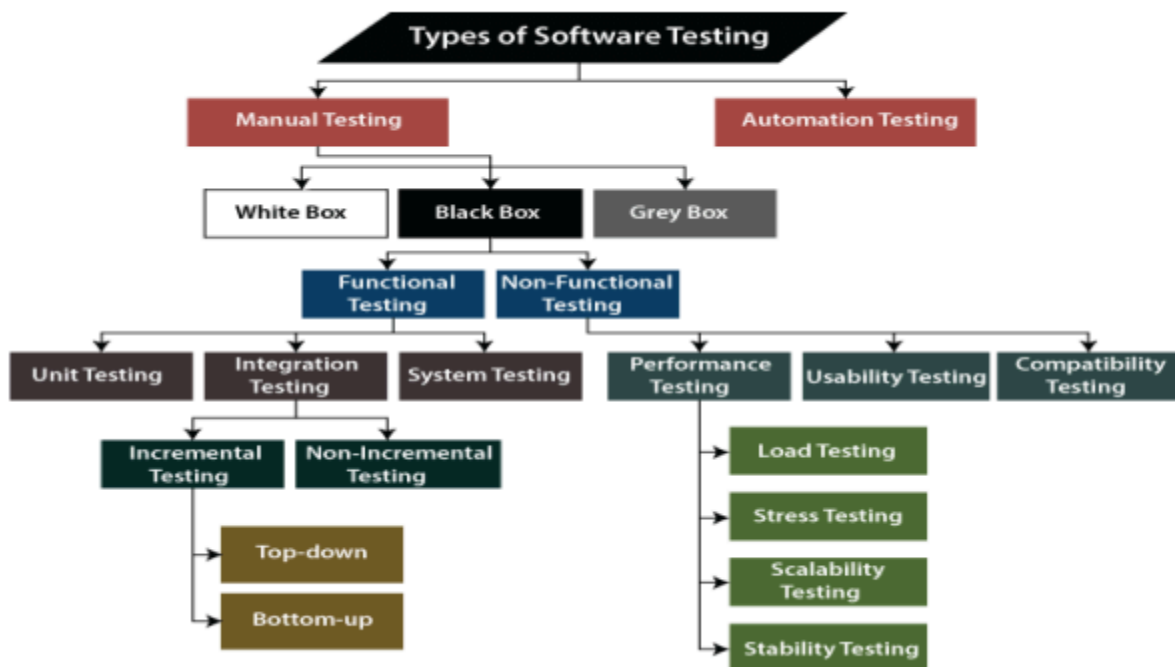 Types of Software Testing
Manual Testing
Automation Testing
White Box
Black Box
Grey Box
Functional
Testing
Non-Functional
Testing
Unit Testing
Integration
Testing
System Testing
Performance
Testing
Usability Testing
Compatibility
Testing
Incremental
Testing
Non-Incremental
Testing
Load Testing
Stress Testing
Top-down
Scalability
Testing
Bottom-up
Stability Testing